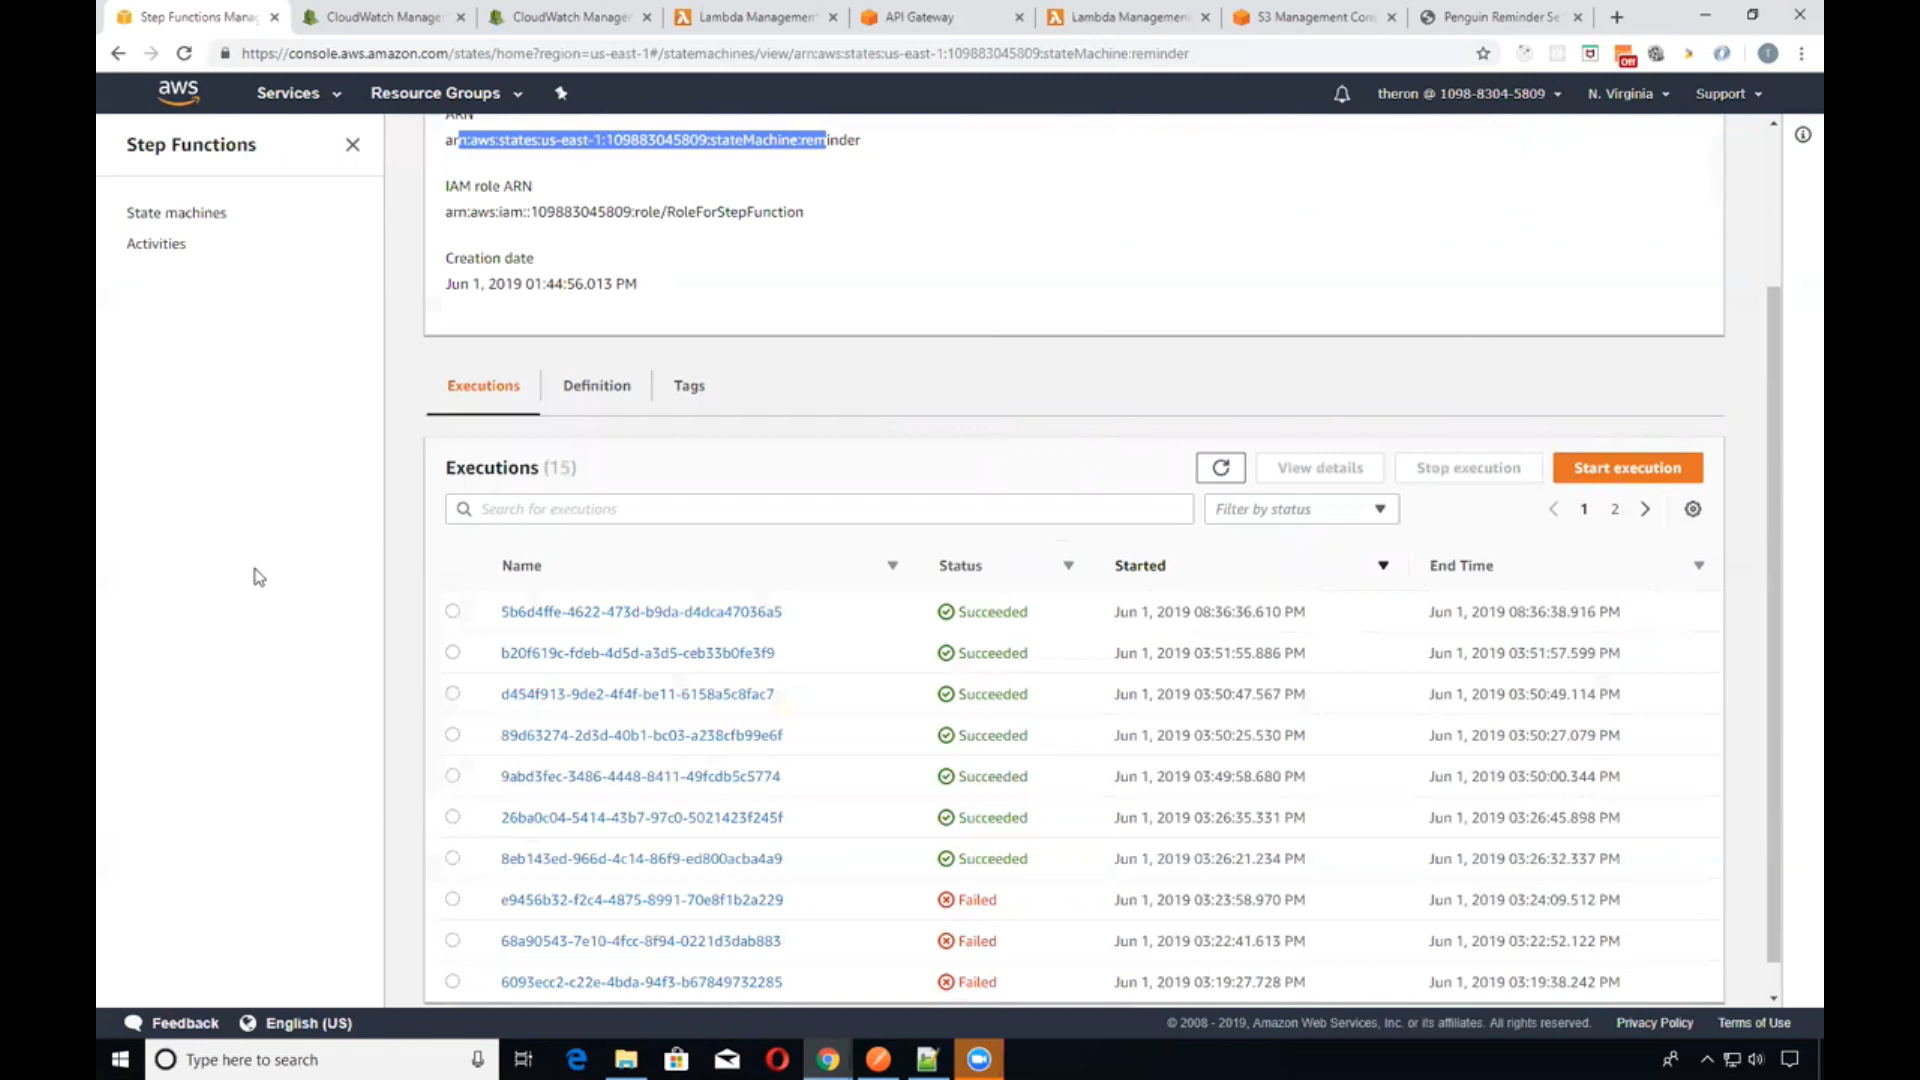 Step Functions Mana
CloudWatch Manage
CloudWatch Manage
Lambda Management
API Gateway
Lambda Managemen
S3 Management Con
Penguin Reminder Se
https://console.aws.amazon.com/states/home?region=us-east-1#/statemachines/view/arn:aws:states:us-east-1:109883045809:stateMachine:reminder
Off
T
aws
Services
Resource Groups
theron @ 1098-8304-5809
N. Virginia
Support
Step Functions
State machines
Activities
ARN
arn:aws:states:us-east-1:109883045809:stateMachine:reminder
IAM role ARN
arn:aws:iam::109883045809:role/RoleForStepFunction
Creation date
Jun 1, 2019 01:44:56.013 PM
Executions Definition Tags
Executions (15)
View details
Stop execution
Start execution
Search for executions
Filter by status
1 2
Name Status Started End Time
5b6d4ffe-4622-473d-b9da-d4dca47036a5 Succeeded Jun 1, 2019 08:36:36.610 PM Jun 1, 2019 08:36:38.916 PM
b20f619c-fdeb-4d5d-a3d5-ceb33b0fe3f9 Succeeded Jun 1, 2019 03:51:55.886 PM Jun 1, 2019 03:51:57.599 PM
d454f913-9de2-4f4f-be11-6158a5c8fac7 Succeeded Jun 1, 2019 03:50:47.567 PM Jun 1, 2019 03:50:49.114 PM
89d63274-2d3d-40b1-bc03-a238cfb99e6f Succeeded Jun 1, 2019 03:50:25.530 PM Jun 1, 2019 03:50:27.079 PM
9abd3fec-3486-4448-8411-49fcdb5c5774 Succeeded Jun 1, 2019 03:49:58.680 PM Jun 1, 2019 03:50:00.344 PM
26ba0c04-5414-43b7-97c0-5021423f245f Succeeded Jun 1, 2019 03:26:35.331 PM Jun 1, 2019 03:26:45.898 PM
8eb143ed-966d-4c14-86f9-ed800acba4a9 Succeeded Jun 1, 2019 03:26:21.234 PM Jun 1, 2019 03:26:32.337 PM
e9456b32-f2c4-4875-8991-70e8f1b2a229 Failed Jun 1, 2019 03:23:58.970 PM Jun 1, 2019 03:24:09.512 PM
68a90543-7e10-4fcc-8f94-0221d3dab883 Failed Jun 1, 2019 03:22:41.613 PM Jun 1, 2019 03:22:52.122 PM
6093ecc2-c22e-4bda-94f3-b67849732285 Failed Jun 1, 2019 03:19:27.728 PM Jun 1, 2019 03:19:38.242 PM
Feedback English (US) © 2008 - 2019, Amazon Web Services, Inc. or its affiliates. All rights reserved. Privacy Policy Terms of Use
Type here to search